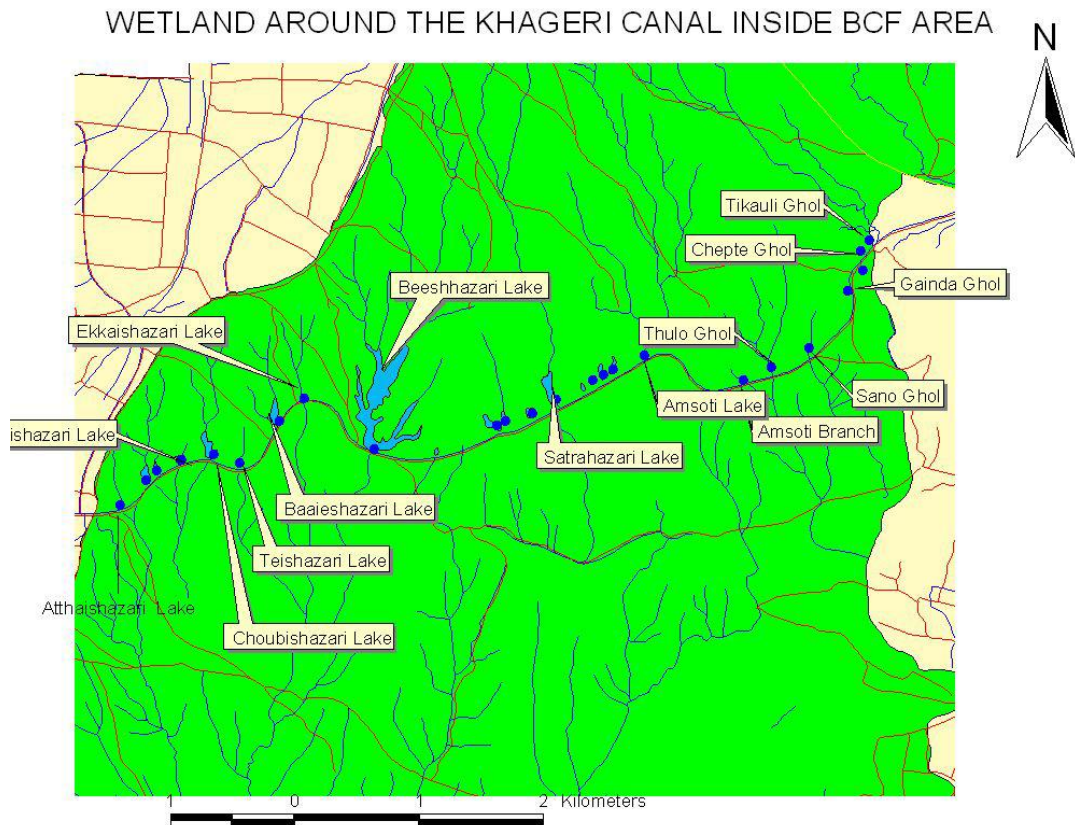 WETLAND AROUND THE KHAGERI CANAL INSIDE BCF AREA
N
Tikauli Ghol
Chepte Ghol
Gainda Ghol
Beeshhazari Lake
Ekkaishazari Lake
Thulo Ghol
Sano Ghol
Amsoti Lake
Amsoti Branch
ishazari Lake
Satrahazari Lake
Baaieshazari Lake
Teishazari Lake
Atthaishazari Lake
Choubishazari Lake
1 0 1 2 Kilometers